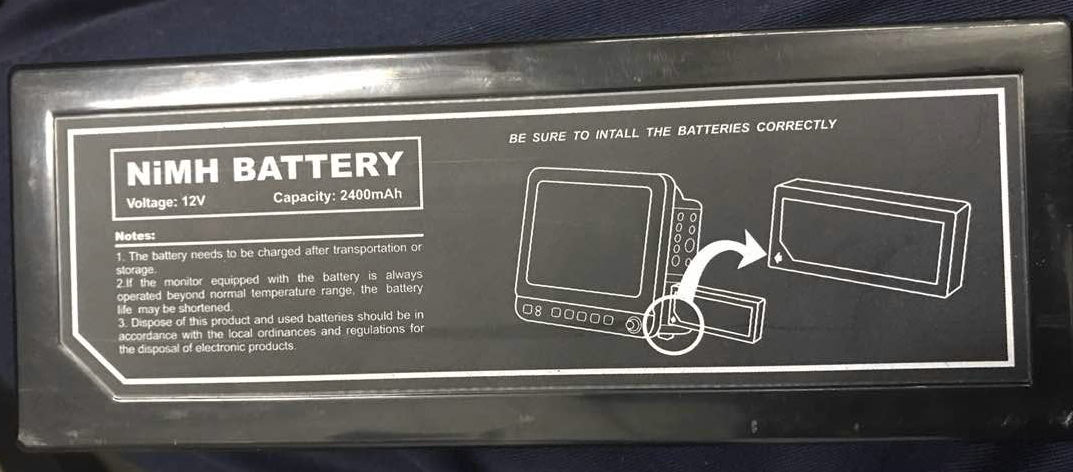 BE SURE TO INTALL THE BATTERIES CORRECTLY
NiMH BATTERY
Voltage: 12V Capacity: 2400mAh
Notes:
1. The battery needs to be charged after transportation or
storage.
2.If the monitor equipped with the battery is always
operated beyond normal temperature range, the battery
life may be shortened.
3. Dispose of this product and used batteries should be in
accordance with the local ordinances and regulations for
the disposal of electronic products.